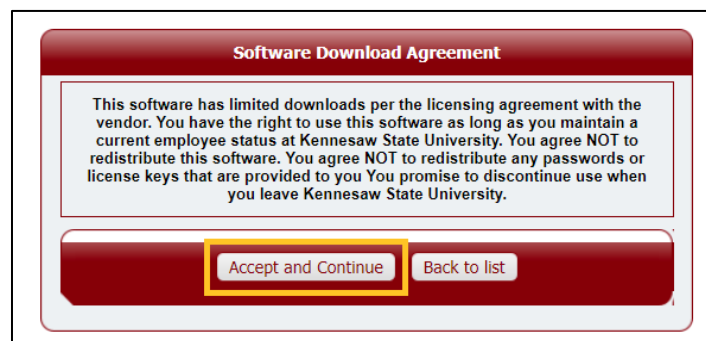 Software Download Agreement
This software has limited downloads per the licensing agreement with the
vendor. You have the right to use this software as long as you maintain a
current employee status at Kennesaw State University. You agree NOT to
redistribute this software. You agree NOT to redistribute any passwords or
license keys that are provided to you You promise to discontinue use when
you leave Kennesaw State University.
Accept and Continue Back to list